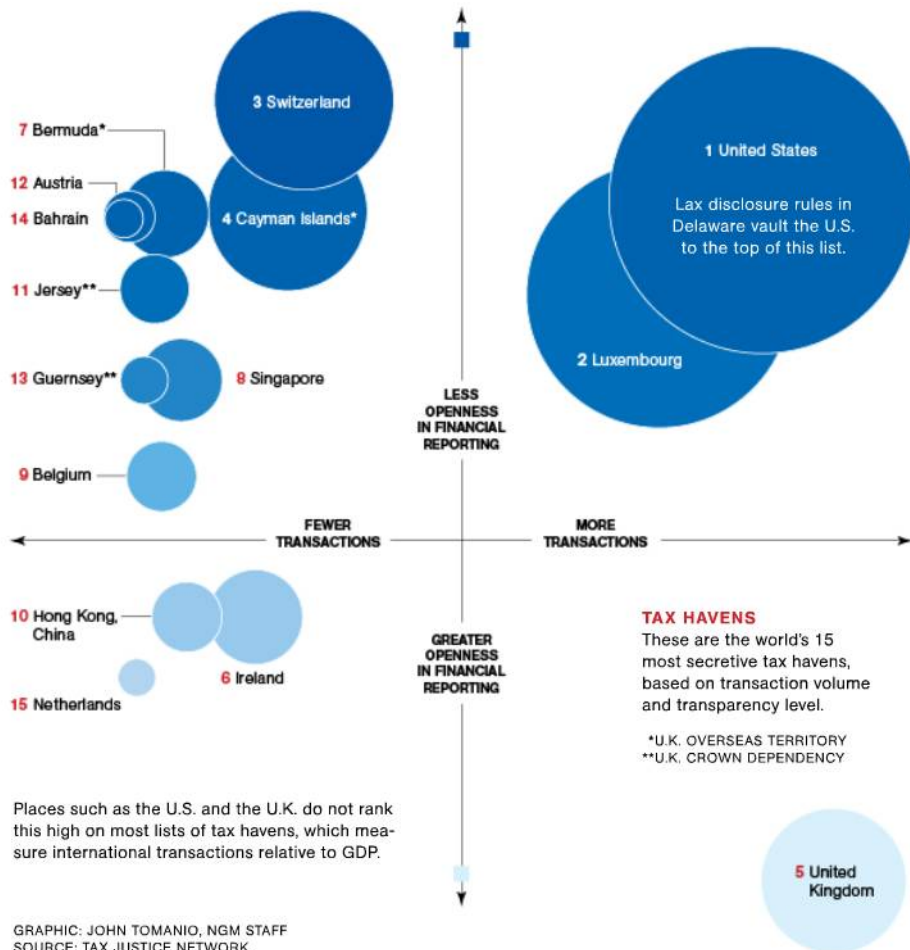 3 Switzerland
7 Bermuda*
12 Austria
14 Bahrain
4 Cayman Islands*
1 United States
Lax disclosure rules in
Delaware vault the U.S.
to the top of this list.
11 Jersey**
2 Luxembourg
13 Guernsey**
8 Singapore
LESS
OPENNESS
IN FINANCIAL
REPORTING
9 Belgium
FEWER
TRANSACTIONS
MORE
TRANSACTIONS
10 Hong Kong,
China
6 Ireland
15 Netherlands
GREATER
OPENNESS
IN FINANCIAL
REPORTING
TAX HAVENS
These are the world's 15
most secretive tax havens,
based on transaction volume
and transparency level.
*U.K. OVERSEAS TERRITORY
**U.K. CROWN DEPENDENCY
Places such as the U.S. and the U.K. do not rank
this high on most lists of tax havens, which mea-
sure international transactions relative to GDP.
5 United
Kingdom
GRAPHIC: JOHN TOMANIO, NGM STAFF
SOURCE: TAX JUSTICE NETWORK